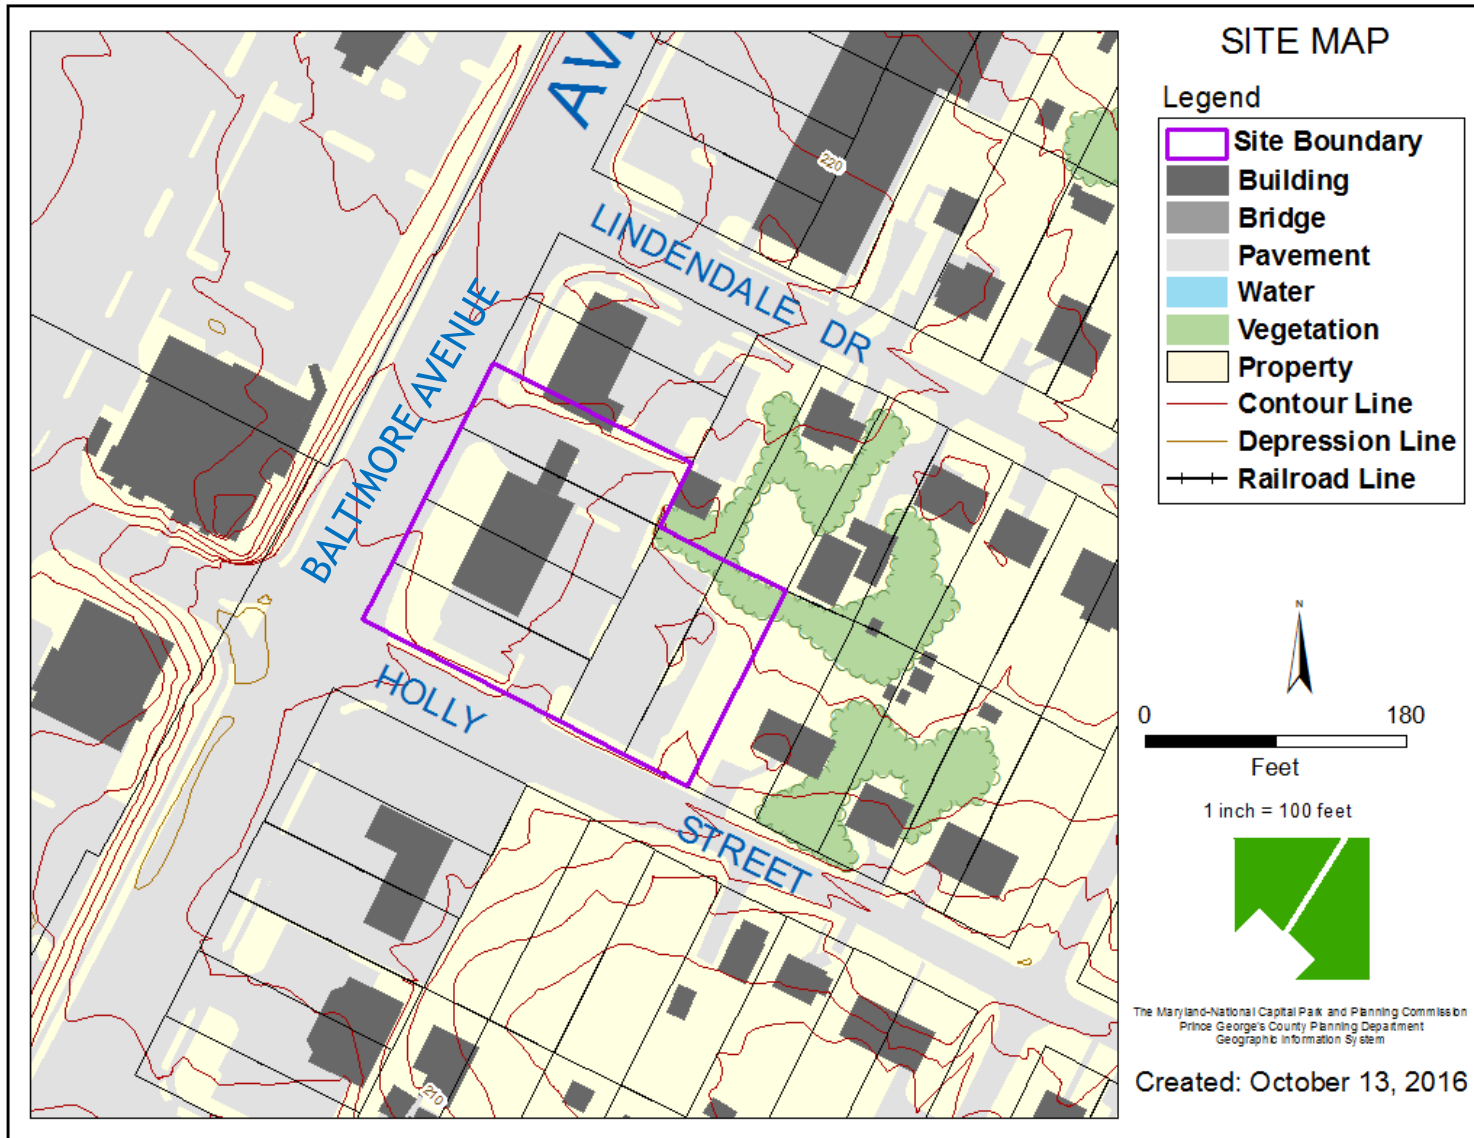 AVE
220
LINDENDALE DR
BALTIMORE AVENUE
HOLLY
STREET
210
SITE MAP
Legend
Site Boundary
Building
Bridge
Pavement
Water
Vegetation
Property
Contour Line
Depression Line
Railroad Line
N
0 180
Feet
1 inch = 100 feet
The Maryland-National Capital Park and Planning Commission
Prince George's County Planning Department
Geographic Information System
Created: October 13, 2016